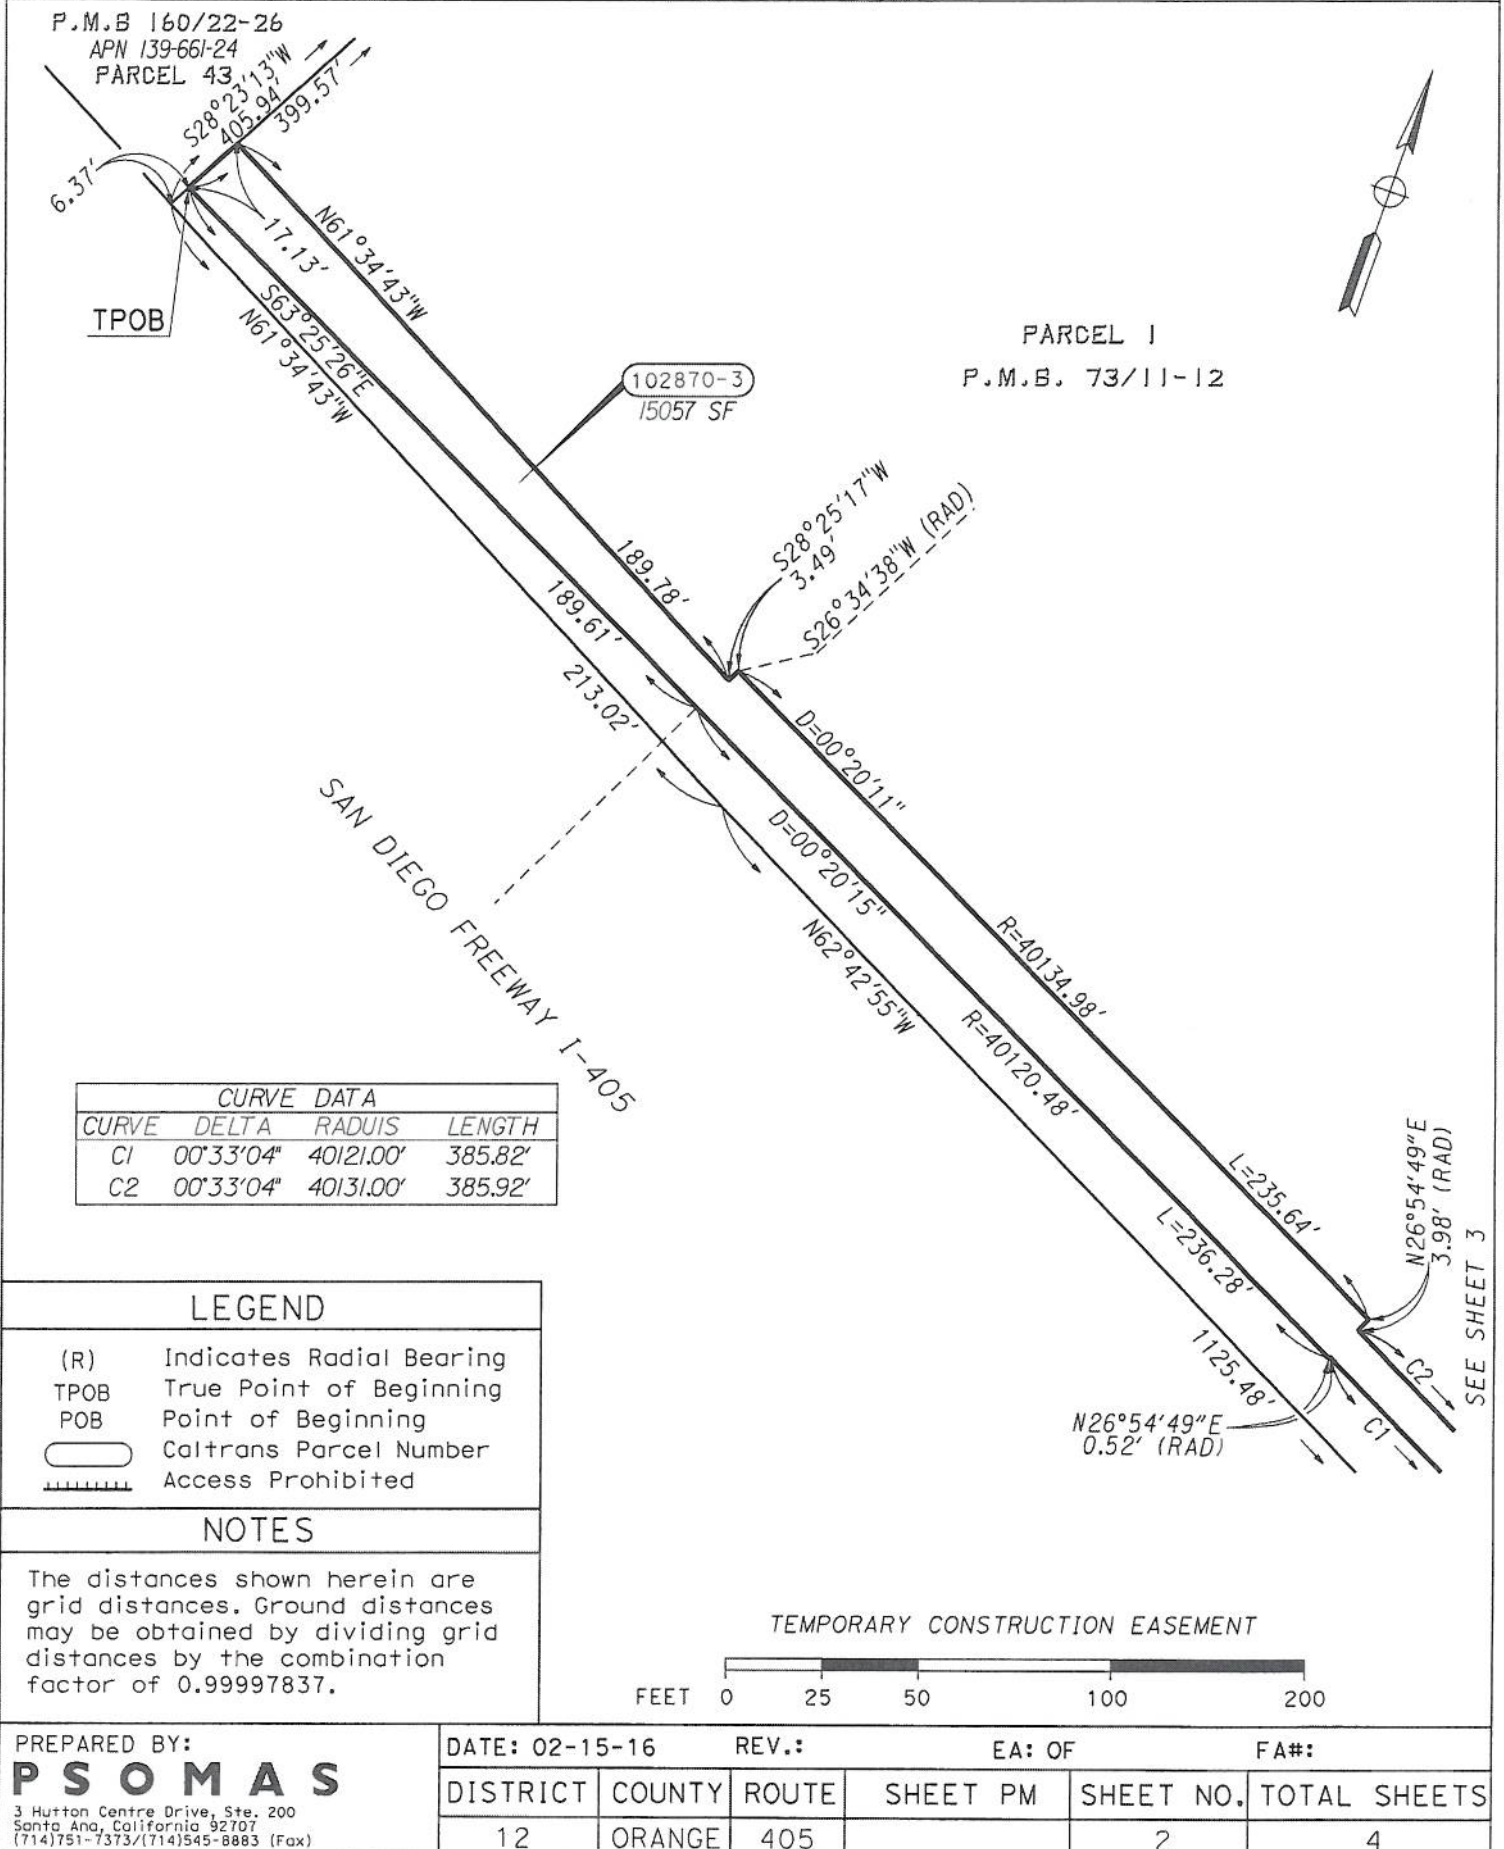 P.M.B 160/22-26
APN 139-661-24
PARCEL 43
S28°23'13"W
405.94'
399.57'
6.37'
17.13'
TPOB
N61°34'43"W
S63°25'26"E
N61°34'43"W
102870-3
15057 SF
PARCEL 1
P.M.B. 73/11-12
S28°25'17"W
3.49'
S26°34'38"W (RAD)
189.78'
189.61'
213.02'
D=00°20'11"
D=00°20'15"
SAN DIEGO FREEWAY I-405
N62°42'55"W
R=40134.98'
R=40120.48'
L=235.64'
L=236.28'
1125.48'
N26°54'49"E
3.98' (RAD)
SEE SHEET 3
C2
C1
N26°54'49"E
0.52' (RAD)
CURVE DATA
CURVE DELTA RADUIS LENGTH
C1 00°33'04" 40121.00' 385.82'
C2 00°33'04" 40131.00' 385.92'
LEGEND
(R) Indicates Radial Bearing
TPOB True Point of Beginning
POB Point of Beginning
Caltrans Parcel Number
Access Prohibited
NOTES
The distances shown herein are
grid distances. Ground distances
may be obtained by dividing grid
distances by the combination
factor of 0.99997837.
TEMPORARY CONSTRUCTION EASEMENT
FEET 0 25 50 100 200
PREPARED BY:
PSOMAS
3 Hutton Centre Drive, Ste. 200
Santa Ana, California 92707
(714)751-7373/(714)545-8883 (Fax)
DATE: 02-15-16 REV.: EA: OF FA#:
DISTRICT COUNTY ROUTE SHEET PM SHEET NO. TOTAL SHEETS
12 ORANGE 405 2 4